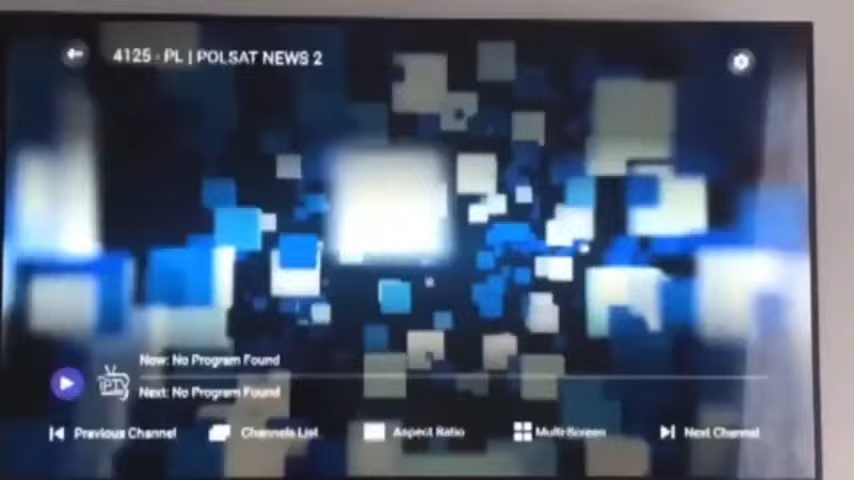 4125 - PL | POLSAT NEWS 2
Now: No Program Found
IPTV
Next: No Program Found
Previous Channel
Channels List
Aspect Ratio
Multi-Screen
Next Channel